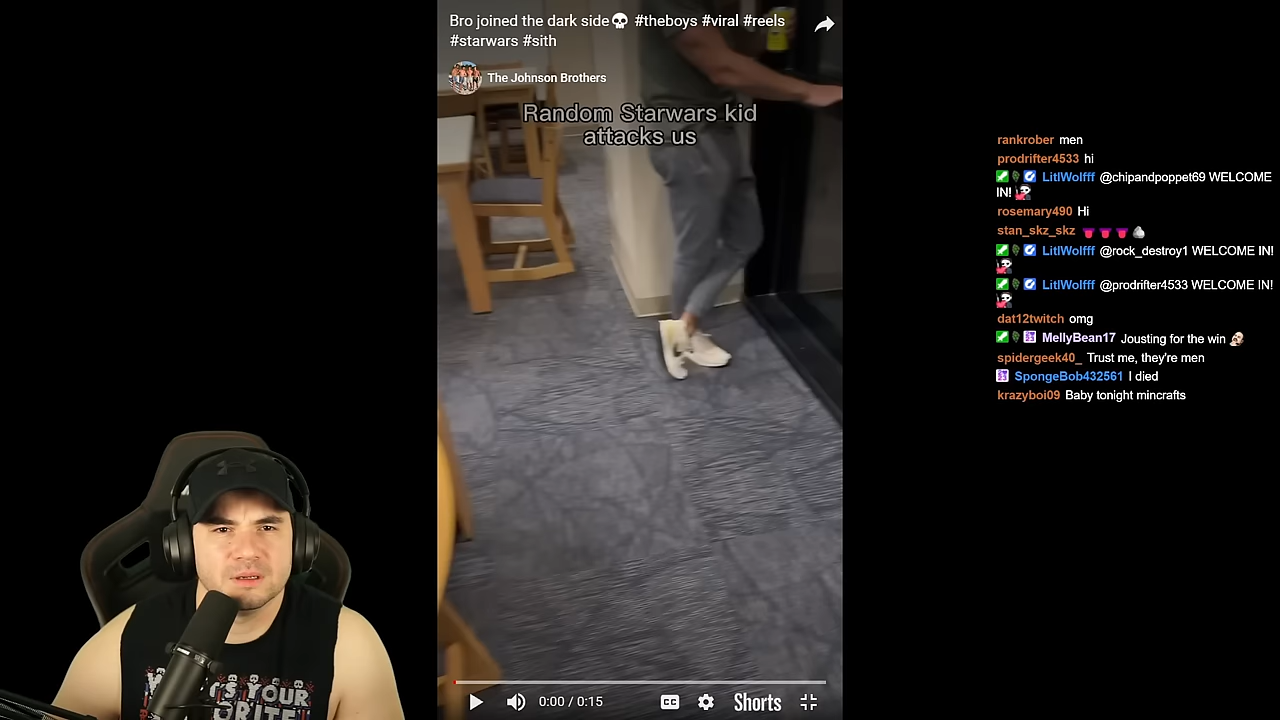 Bro joined the dark side💀 #theboys #viral #reels
#starwars #sith
The Johnson Brothers
Random Starwars kid
attacks us
rankrober men
prodrifter4533 hi
LitlWolfff @chipandpoppet69 WELCOME
IN!
rosemary490 Hi
stan_skz_skz
LitlWolfff @rock_destroy1 WELCOME IN!
LitlWolfff @prodrifter4533 WELCOME IN!
dat12twitch omg
MellyBean17 Jousting for the win
spidergeek40_ Trust me, they're men
SpongeBob432561 I died
krazyboi09 Baby tonight mincrafts
'S YOUR
0:00 / 0:15
CC
Shorts